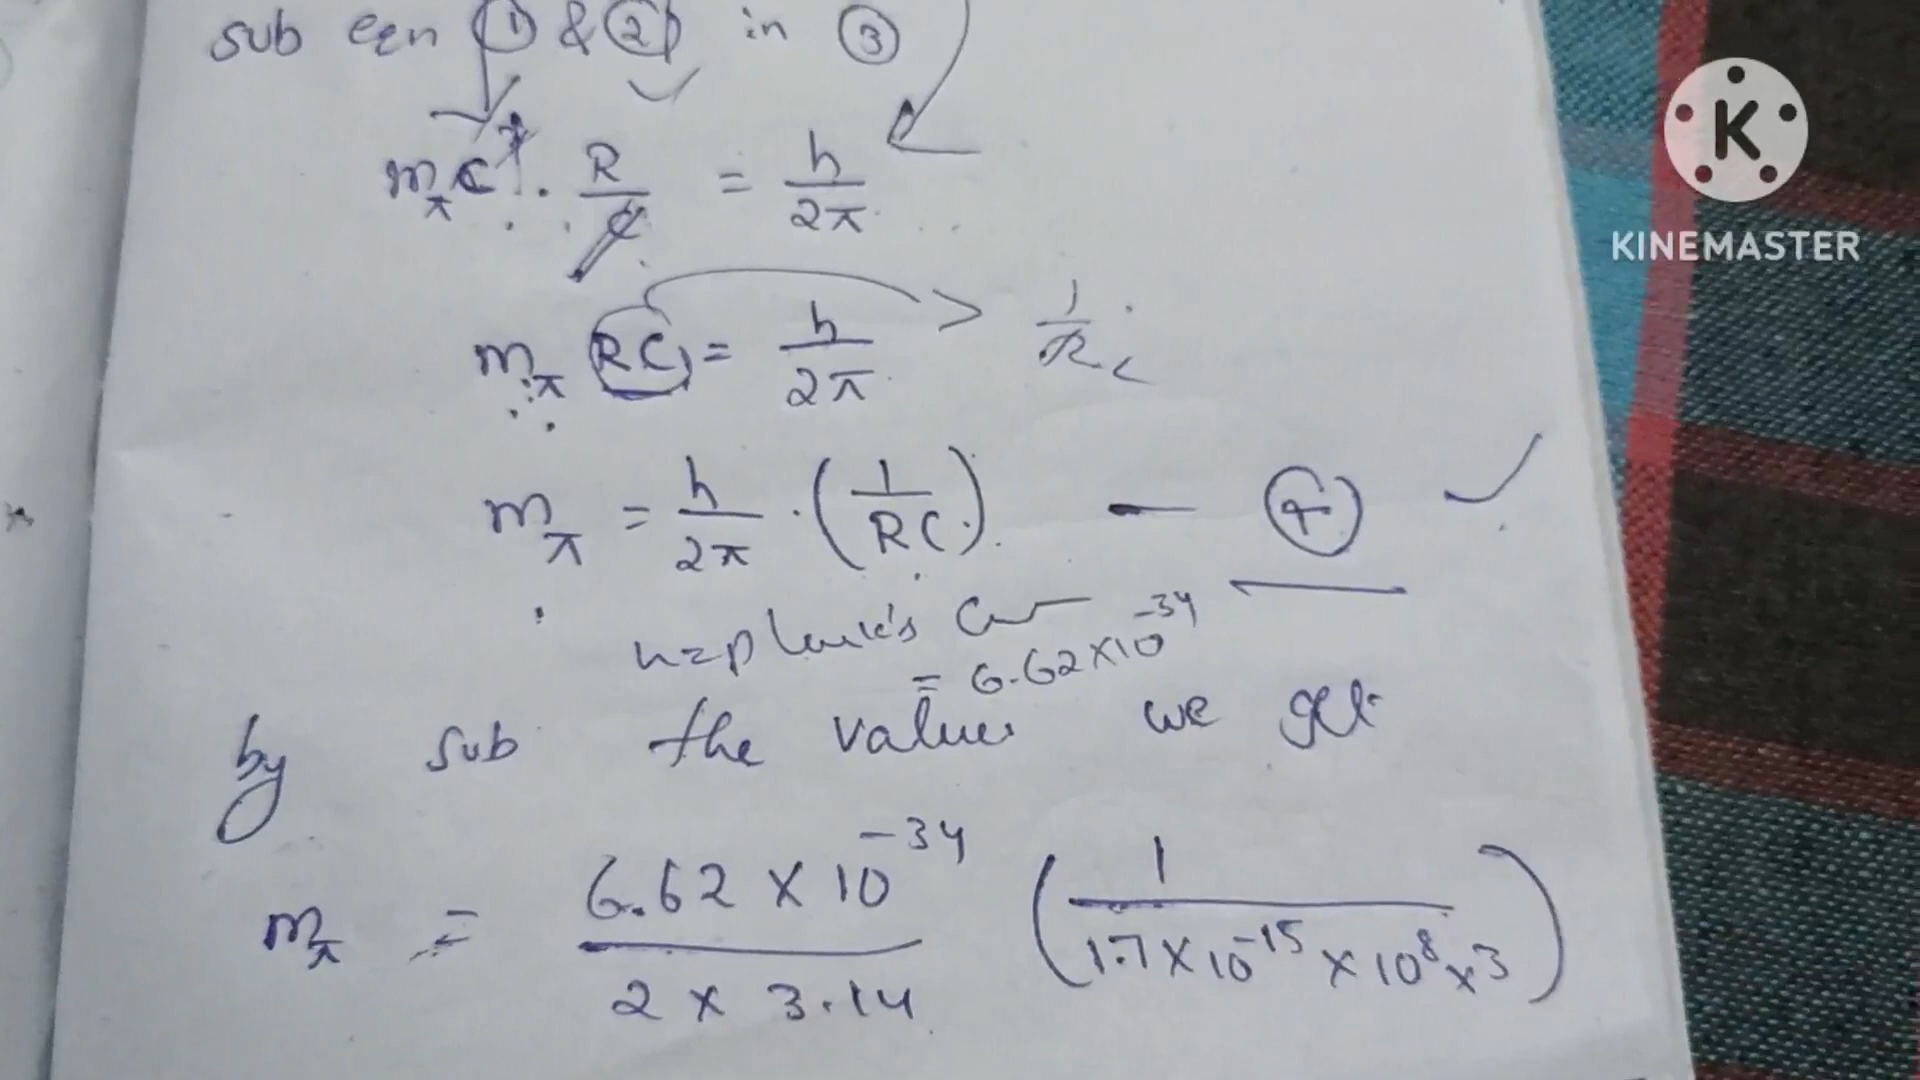 sub eqn ① & ② in ③
K
KINEMASTER
m_π c² . R/c = h/2π
m_π RC = h/2π
1/RC
m_π = h/2π . (1/RC) — ④
h = planck's
= 6.62×10^-34
by sub the values we get
m_π = 6.62 × 10^-34 / 2 × 3.14 (1 / 1.7 × 10^-15 × 10^8 × 3)